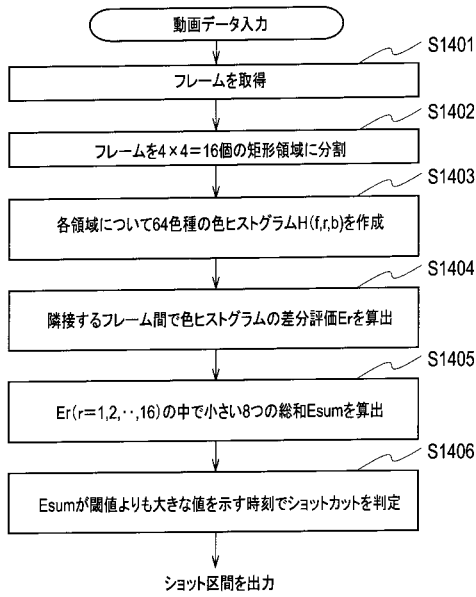 動画データ入力
S1401
フレームを取得
S1402
フレームを4×4=16個の矩形領域に分割
S1403
各領域について64色種の色ヒストグラムH(f,r,b)を作成
S1404
隣接するフレーム間で色ヒストグラムの差分評価Erを算出
S1405
Er(r=1,2,··,16)の中で小さい8つの総和Esumを算出
S1406
Esumが閾値よりも大きな値を示す時刻でショットカットを判定
ショット区間を出力